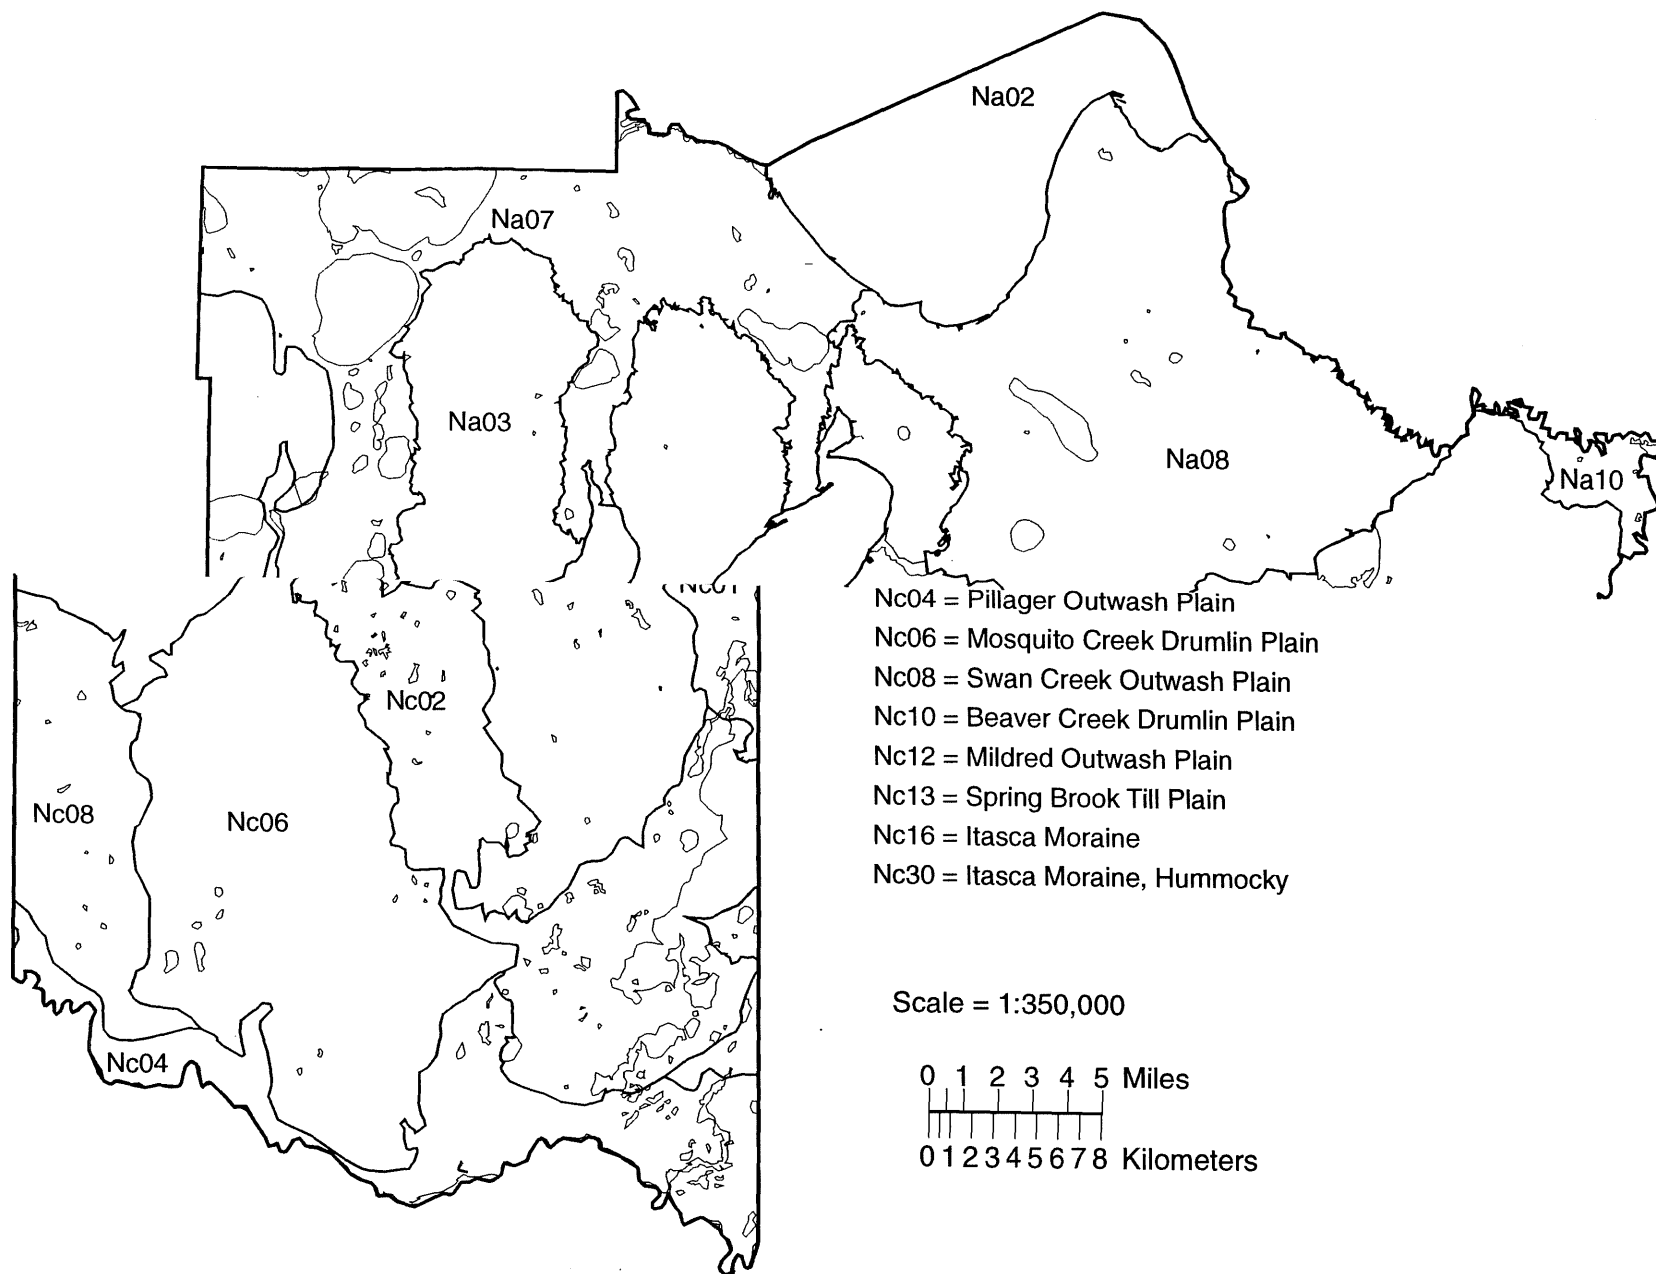 Na02
Na07
Na03
Na08
Na10
Nc04 = Pillager Outwash Plain
Nc06 = Mosquito Creek Drumlin Plain
Nc08 = Swan Creek Outwash Plain
Nc02
Nc10 = Beaver Creek Drumlin Plain
Nc12 = Mildred Outwash Plain
Nc13 = Spring Brook Till Plain
Nc08
Nc06
Nc16 = Itasca Moraine
Nc30 = Itasca Moraine, Hummocky
Scale = 1:350,000
Nc04
0 1 2 3 4 5 Miles
0 1 2 3 4 5 6 7 8 Kilometers